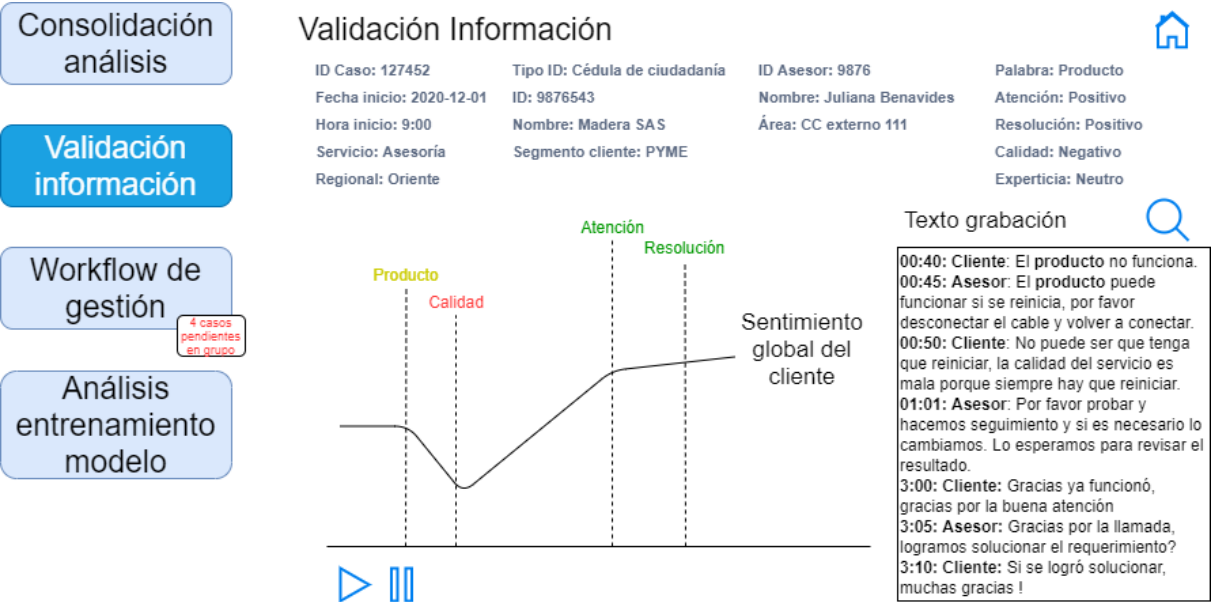 Consolidación
análisis
Validación
información
Workflow de
gestión
4 casos
pendientes
en grupo
Análisis
entrenamiento
modelo
Validación Información
ID Caso: 127452
Fecha inicio: 2020-12-01
Hora inicio: 9:00
Servicio: Asesoría
Regional: Oriente
Tipo ID: Cédula de ciudadanía
ID: 9876543
Nombre: Madera SAS
Segmento cliente: PYME
ID Asesor: 9876
Nombre: Juliana Benavides
Área: CC externo 111
Palabra: Producto
Atención: Positivo
Resolución: Positivo
Calidad: Negativo
Experticia: Neutro
Producto
Calidad
Atención
Resolución
Sentimiento
global del
cliente
Texto grabación
00:40: Cliente: El producto no funciona.
00:45: Asesor: El producto puede
funcionar si se reinicia, por favor
desconectar el cable y volver a conectar.
00:50: Cliente: No puede ser que tenga
que reiniciar, la calidad del servicio es
mala porque siempre hay que reiniciar.
01:01: Asesor: Por favor probar y
hacemos seguimiento y si es necesario lo
cambiamos. Lo esperamos para revisar el
resultado.
3:00: Cliente: Gracias ya funcionó,
gracias por la buena atención
3:05: Asesor: Gracias por la llamada,
logramos solucionar el requerimiento?
3:10: Cliente: Si se logró solucionar,
muchas gracias !